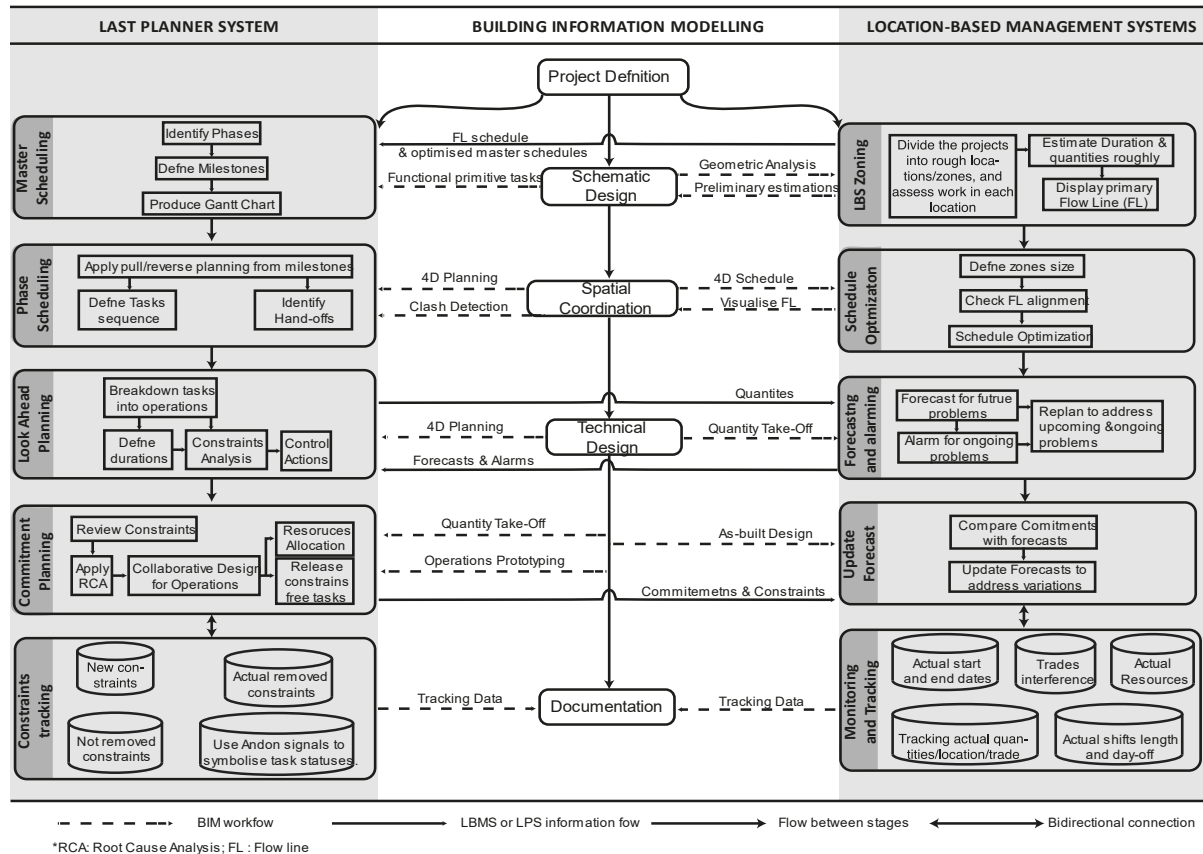 LAST PLANNER SYSTEM
BUILDING INFORMATION MODELLING
LOCATION-BASED MANAGEMENT SYSTEMS
Project Defnition
Master
Scheduling
Identify Phases
Defne Milestones
Produce Gantt Chart
FL schedule
& optimised master schedules
Functional primitive tasks
Schematic
Design
Geometric Analysis
Preliminary estimations
LBS Zoning
Divide the projects
into rough loca-
tions/zones, and
assess work in each
location
Estimate Duration &
quantities roughly
Display primary
Flow Line (FL)
Phase
Scheduling
Apply pull/reverse planning from milestones
Defne Tasks
sequence
Identify
Hand-offs
4D Planning
Clash Detection
Spatial
Coordination
4D Schedule
Visualise FL
Schedule
Optmizaton
Defne zones size
Check FL alignment
Schedule Optimization
Look Ahead
Planning
Breakdown tasks
into operations
Defne
durations
Constraints
Analysis
Control
Actions
Quantites
4D Planning
Technical
Design
Quantity Take-Off
Forecasts & Alarms
Forecastng
and alarming
Forecast for futrue
problems
Alarm for ongoing
problems
Replan to address
upcoming &ongoing
problems
Commitment
Planning
Review Constraints
Apply
RCA
Collaborative Design
for Operations
Resoruces
Allocation
Release
constrains
free tasks
Quantity Take-Off
As-built Design
Operations Prototyping
Commitemetns & Constraints
Update
Forecast
Compare Comitments
with forecasts
Update Forecasts to
address variations
Constraints
tracking
New con-
straints
Actual removed
constraints
Not removed
constraints
Use Andon signals to
symbolise task statuses.
Tracking Data
Documentation
Tracking Data
Monitoring
and Tracking
Actual start
and end dates
Trades
interference
Actual
Resources
Tracking actual quan-
tities/location/trade
Actual shifts length
and day-off
BIM workfow
LBMS or LPS information fow
Flow between stages
Bidirectional connection
*RCA: Root Cause Analysis; FL : Flow line